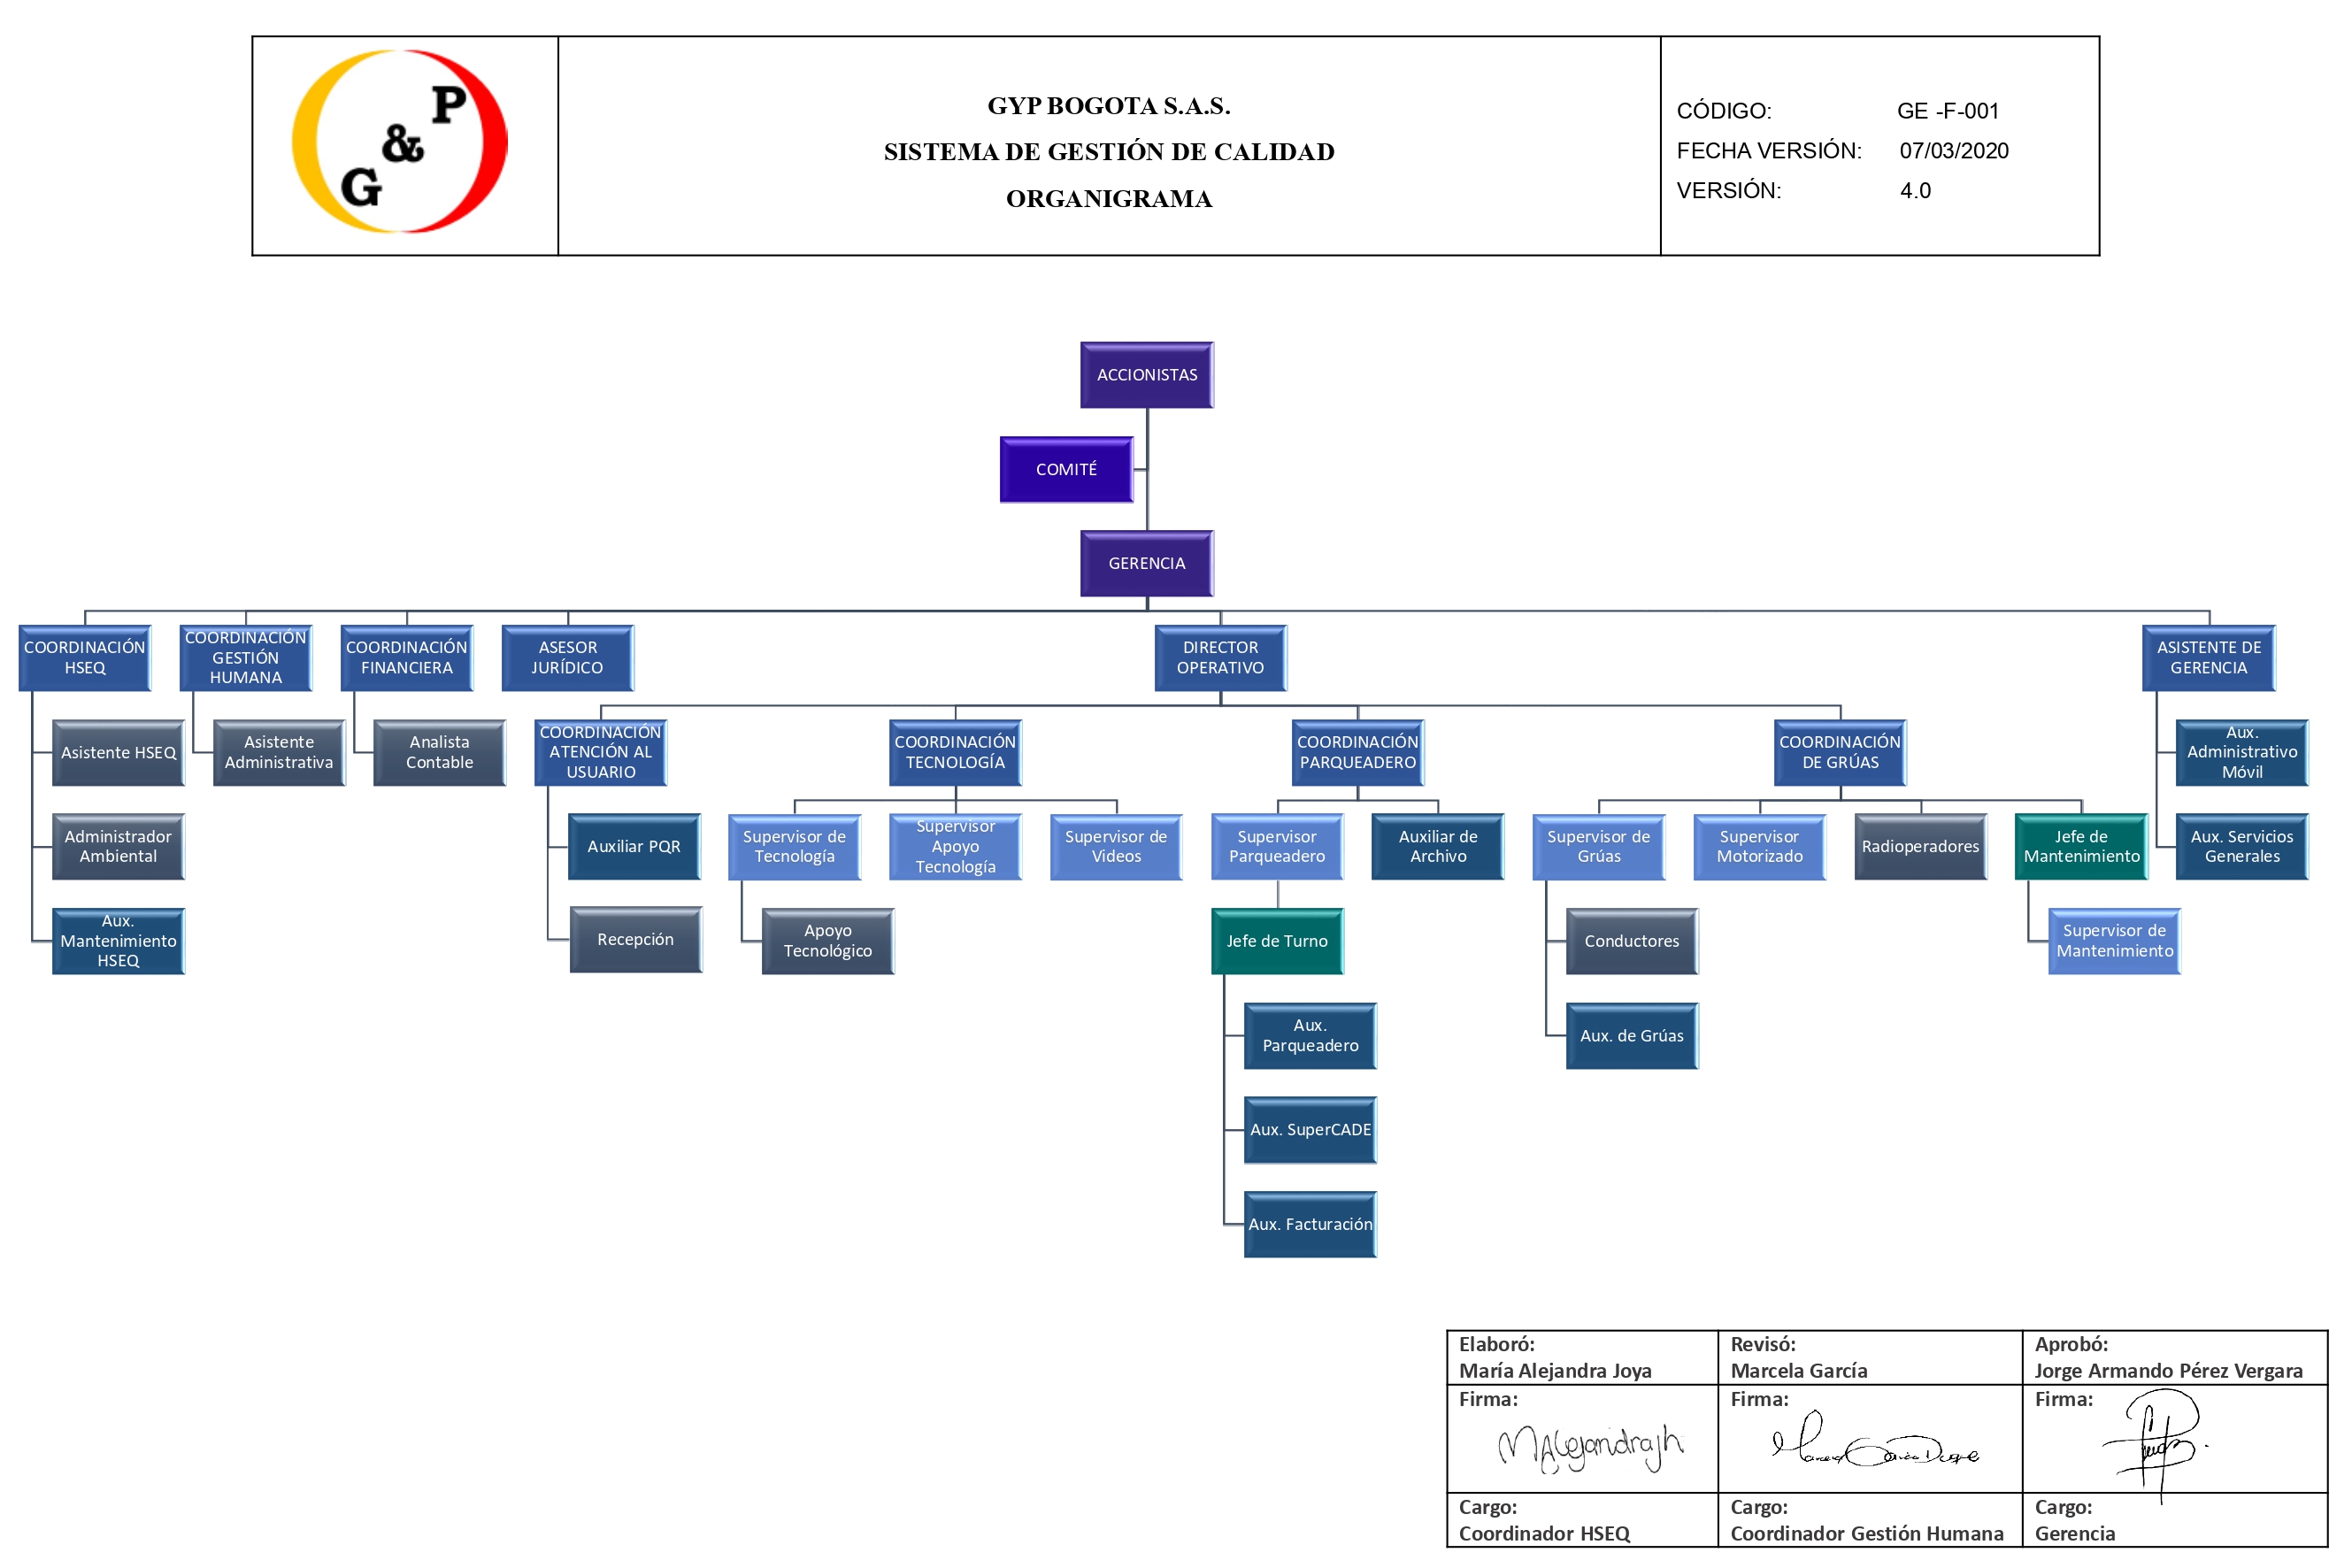 G & P
GYP BOGOTA S.A.S.
SISTEMA DE GESTIÓN DE CALIDAD
ORGANIGRAMA
CÓDIGO: GE -F-001
FECHA VERSIÓN: 07/03/2020
VERSIÓN: 4.0
ACCIONISTAS
COMITÉ
GERENCIA
COORDINACIÓN
HSEQ
COORDINACIÓN
GESTIÓN
HUMANA
COORDINACIÓN
FINANCIERA
ASESOR
JURÍDICO
DIRECTOR
OPERATIVO
ASISTENTE DE
GERENCIA
Asistente HSEQ
Asistente
Administrativa
Analista
Contable
COORDINACIÓN
ATENCIÓN AL
USUARIO
COORDINACIÓN
TECNOLOGÍA
COORDINACIÓN
PARQUEADERO
COORDINACIÓN
DE GRÚAS
Aux.
Administrativo
Móvil
Administrador
Ambiental
Auxiliar PQR
Supervisor de
Tecnología
Supervisor
Apoyo
Tecnología
Supervisor de
Videos
Supervisor
Parqueadero
Auxiliar de
Archivo
Supervisor de
Grúas
Supervisor
Motorizado
Radioperadores
Jefe de
Mantenimiento
Aux. Servicios
Generales
Aux.
Mantenimiento
HSEQ
Recepción
Apoyo
Tecnológico
Jefe de Turno
Conductores
Supervisor de
Mantenimiento
Aux.
Parqueadero
Aux. de Grúas
Aux. SuperCADE
Aux. Facturación
Elaboró:
María Alejandra Joya
Revisó:
Marcela García
Aprobó:
Jorge Armando Pérez Vergara
Firma:
MAlejandrajh
Firma:
Marcela García Duque
Firma:
Cargo:
Coordinador HSEQ
Cargo:
Coordinador Gestión Humana
Cargo:
Gerencia